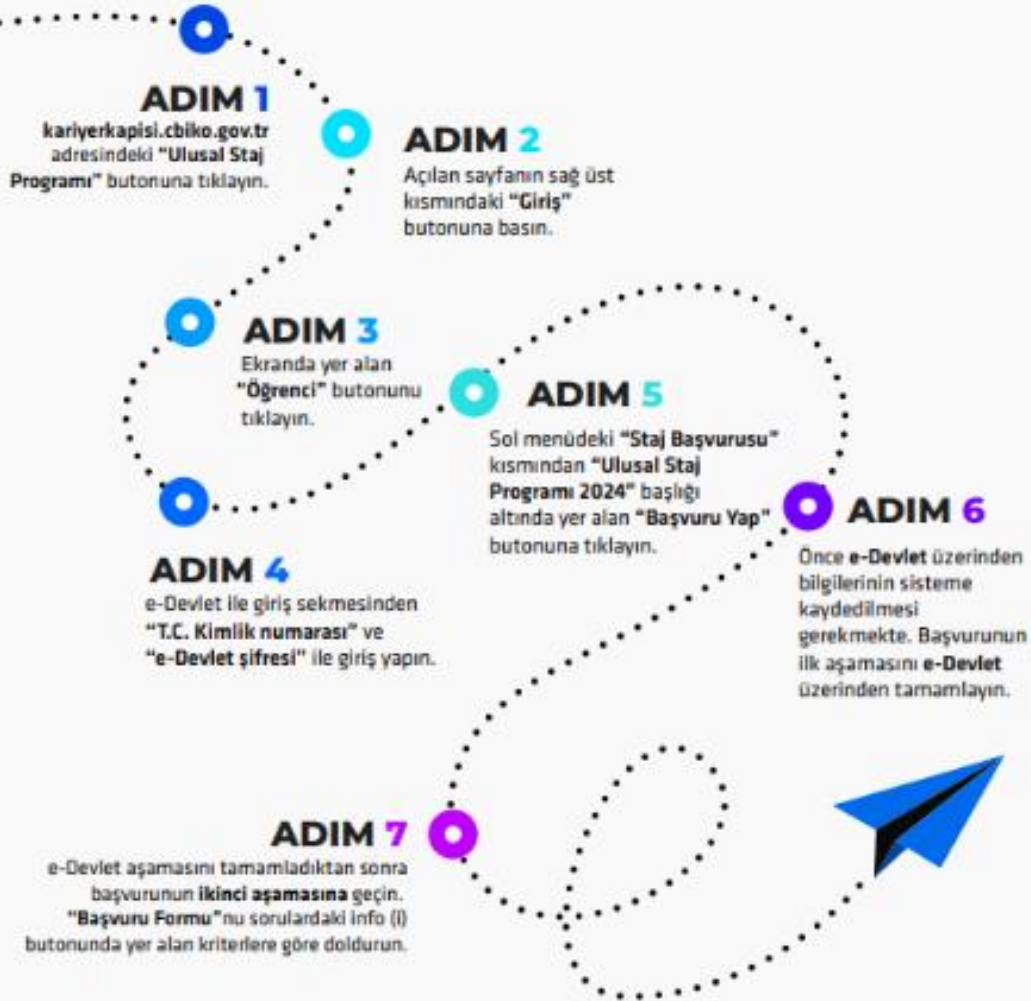 ADIM 1
kariyerkapisi.cbiko.gov.tr
adresindeki “Ulusal Staj
Programı” butonuna tıklayın.
ADIM 2
Açılan sayfanın sağ üst
kısmındaki “Giriş”
butonuna basın.
ADIM 3
Ekranda yer alan
“Öğrenci” butonunu
tıklayın.
ADIM 4
e-Devlet ile giriş sekmesinden
“T.C. Kimlik numarası” ve
“e-Devlet şifresi” ile giriş yapın.
ADIM 5
Sol menüdeki “Staj Başvurusu”
kısmından “Ulusal Staj
Programı 2024” başlığı
altında yer alan “Başvuru Yap”
butonuna tıklayın.
ADIM 6
Önce e-Devlet üzerinden
bilgilerinin sisteme
kaydedilmesi
gerekmekte. Başvurunun
ilk aşamasını e-Devlet
üzerinden tamamlayın.
ADIM 7
e-Devlet aşamasını tamamladıktan sonra
başvurunun ikinci aşamasına geçin.
“Başvuru Formu”nu sorulardaki info (i)
butonunda yer alan kriterlere göre doldurun.